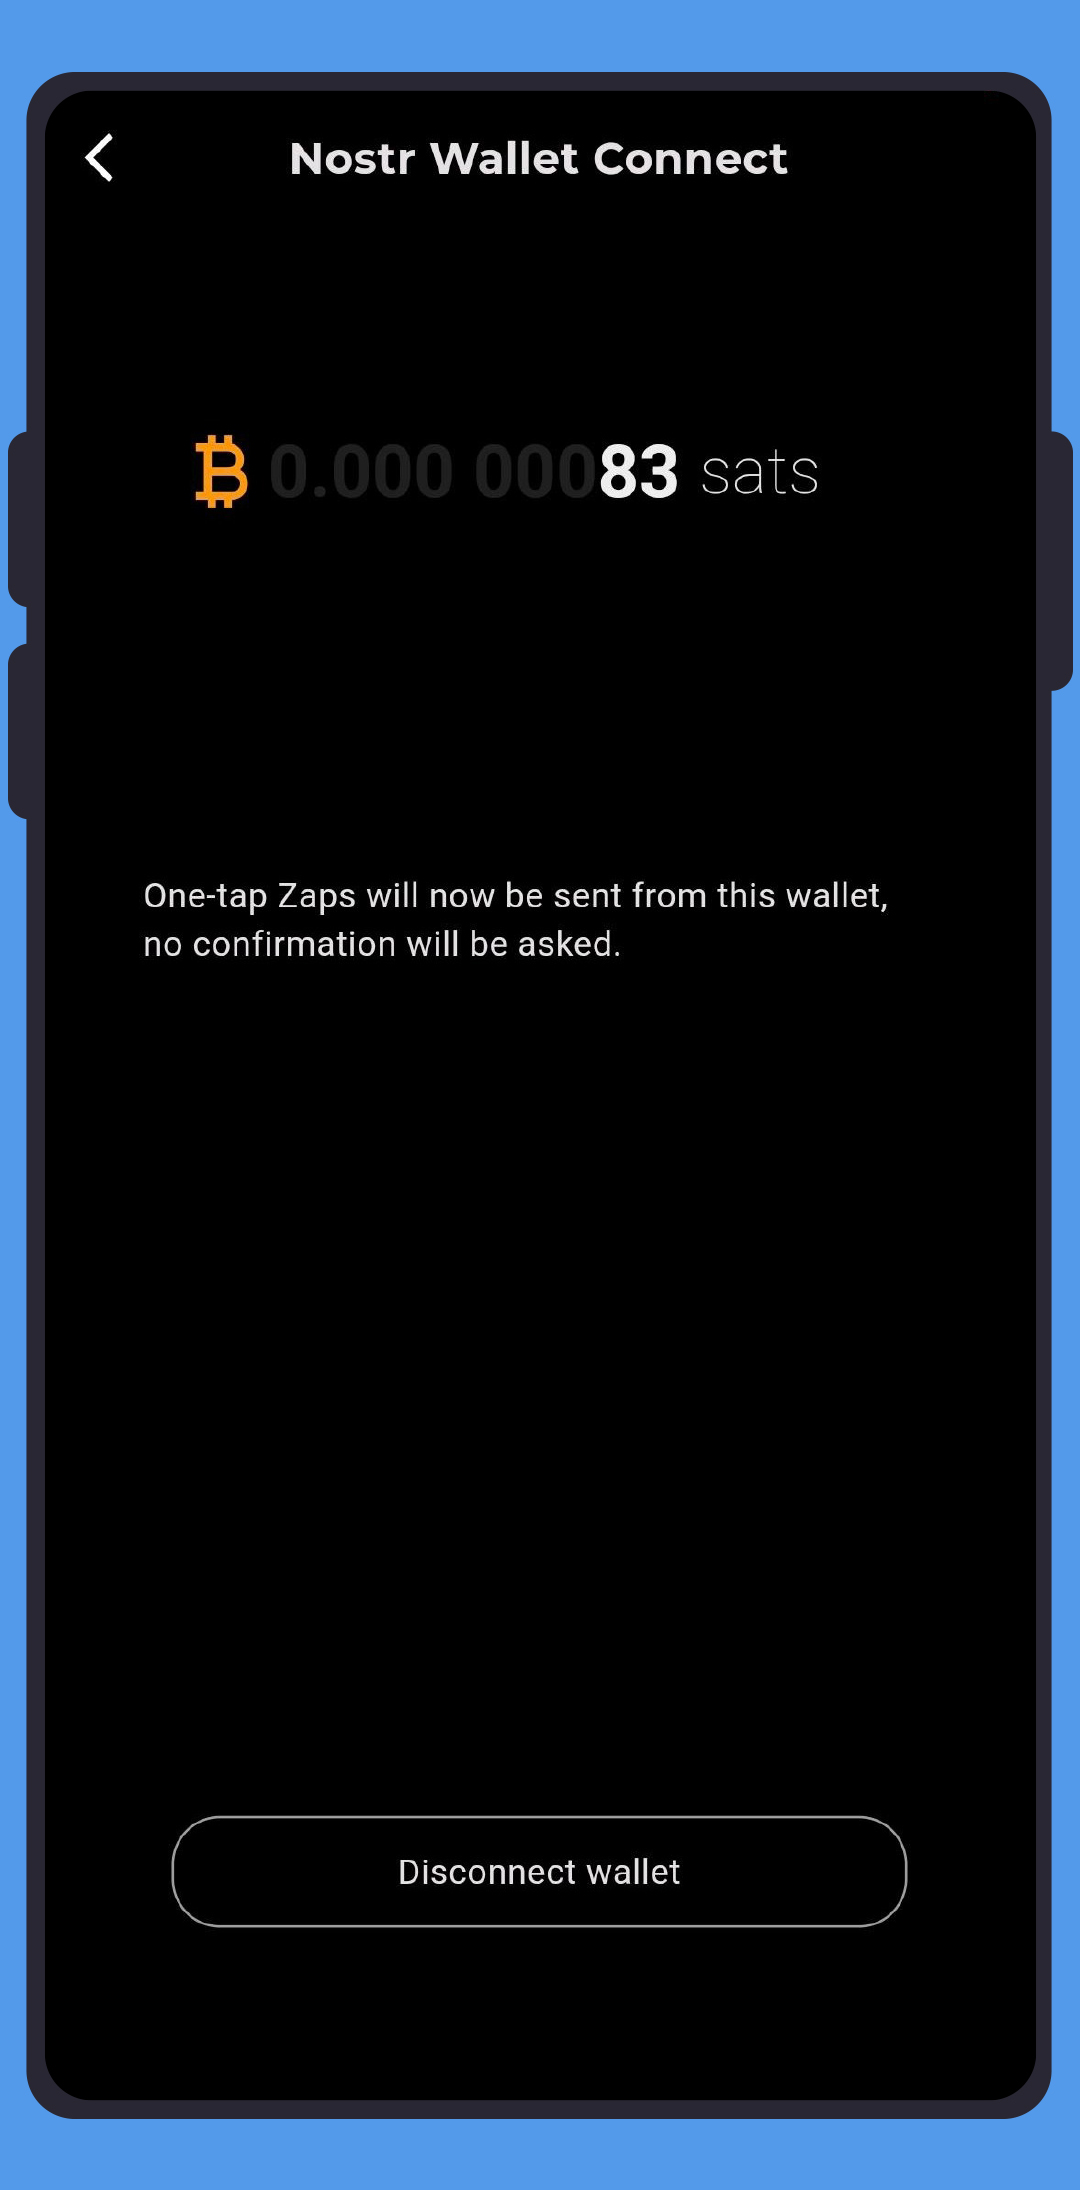 Nostr Wallet Connect
₿ 0.000 00083 sats
One-tap Zaps will now be sent from this wallet,
no confirmation will be asked.
Disconnect wallet